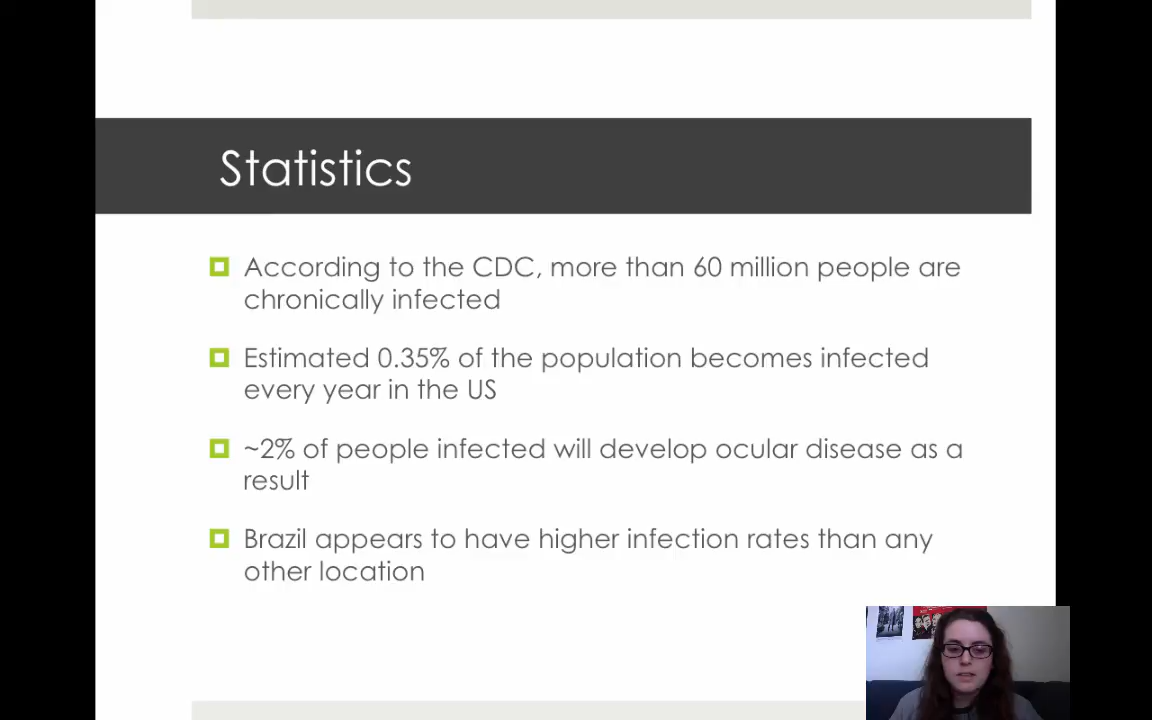 Statistics
According to the CDC, more than 60 million people are
chronically infected
Estimated 0.35% of the population becomes infected
every year in the US
~2% of people infected will develop ocular disease as a
result
Brazil appears to have higher infection rates than any
other location